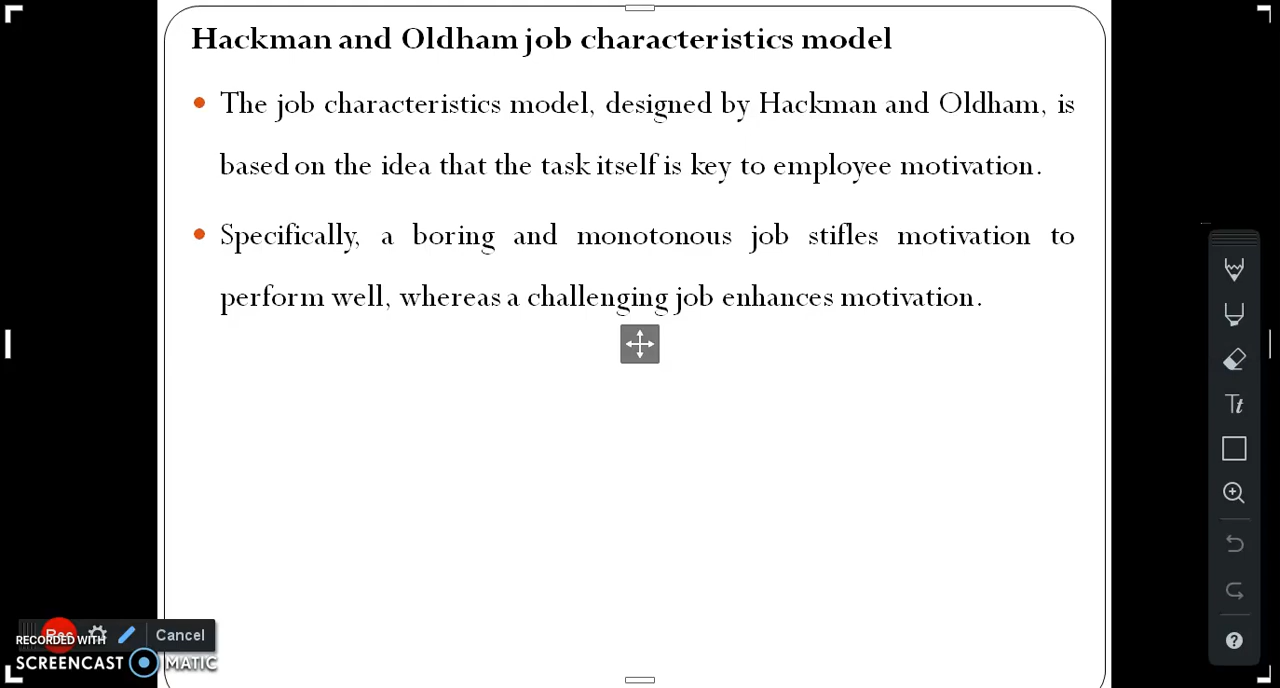 Hackman and Oldham job characteristics model
The job characteristics model, designed by Hackman and Oldham, is
based on the idea that the task itself is key to employee motivation.
Specifically, a boring and monotonous job stifles motivation to
perform well, whereas a challenging job enhances motivation.
Tt
Rec
Cancel
RECORDED WITH
SCREENCAST MATIC
?